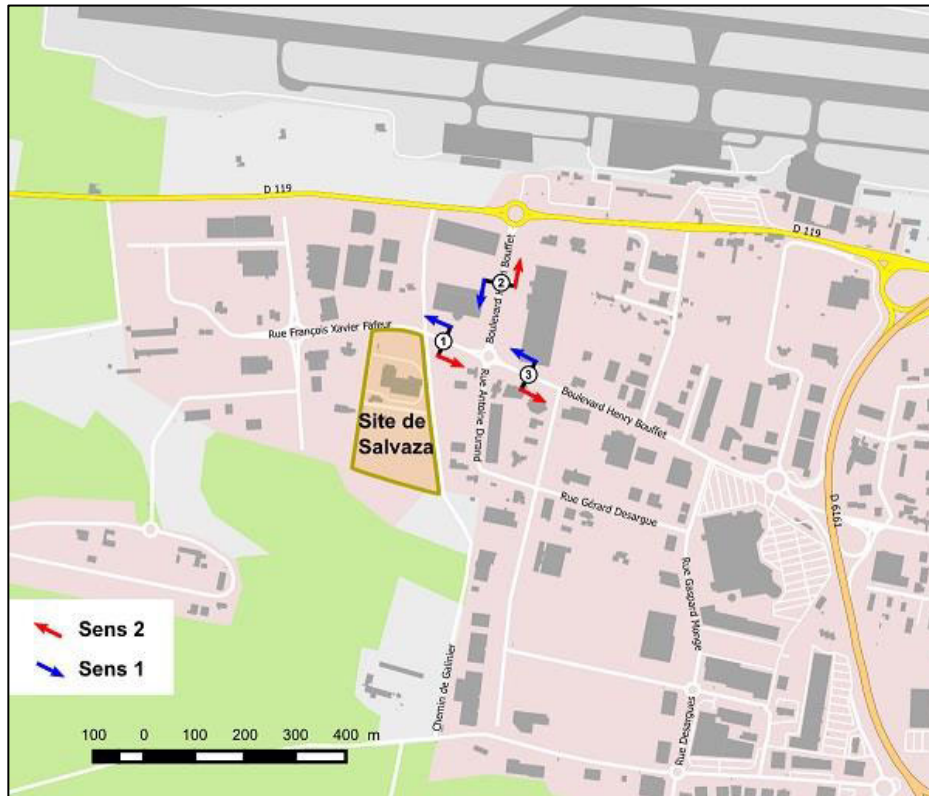 D 119
D 119
Boulevard Henri Bouffet
2
Rue François Xavier Fafeur
1
3
Site de
Salvaza
Rue Antoine Durand
Boulevard Henry Bouffet
Rue Gérard Desargue
D 6161
Rue Gaspard Monge
Sens 2
Sens 1
Chemin de Galinier
Rue Desargues
100 0 100 200 300 400 m